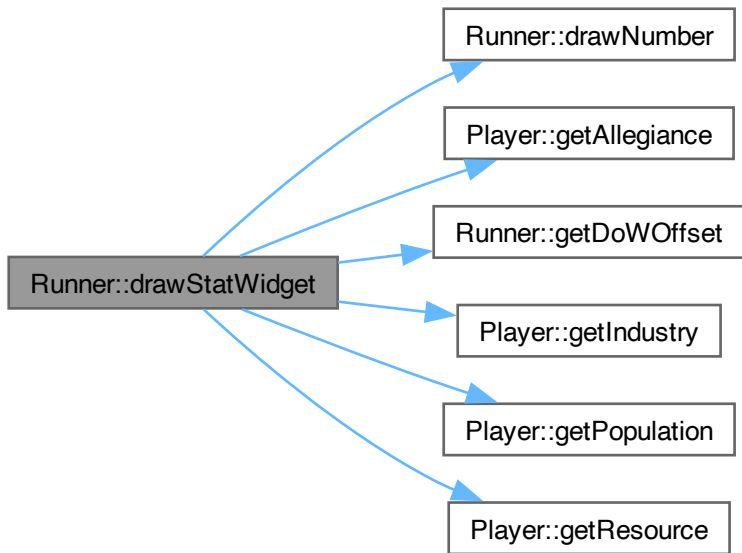 Runner::drawNumber
Player::getAllegiance
Runner::getDoWOffset
Runner::drawStatWidget
Player::getIndustry
Player::getPopulation
Player::getResource